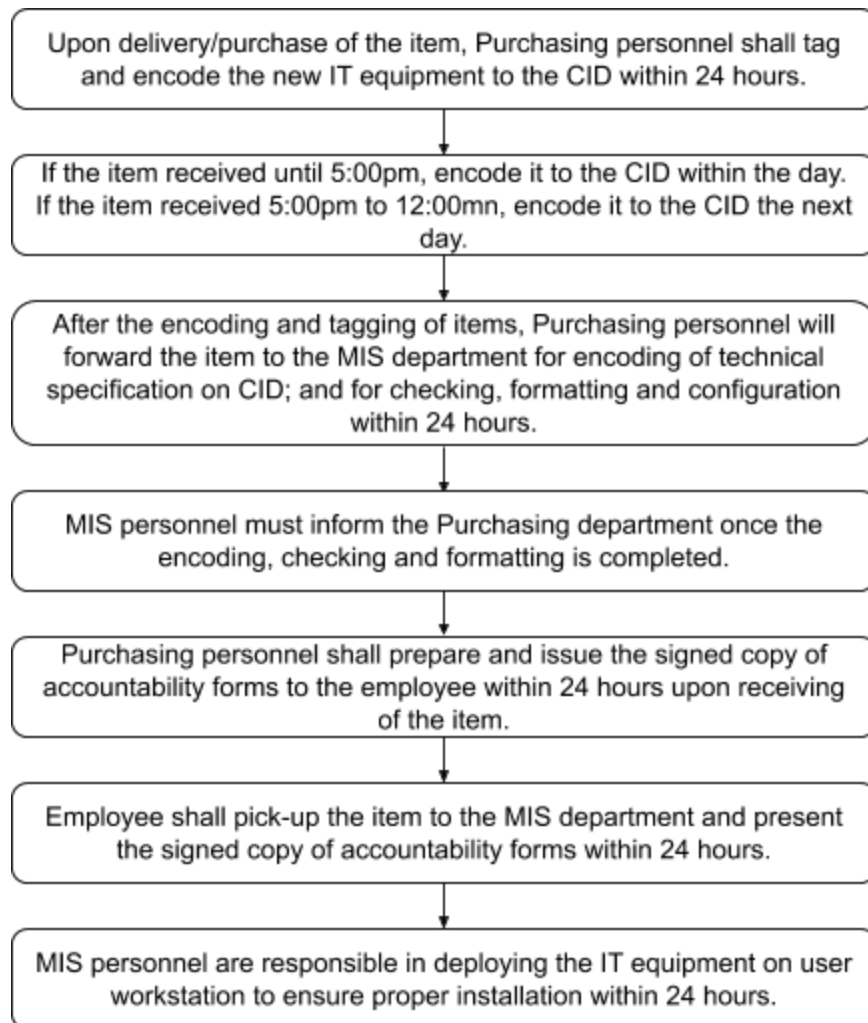 Upon delivery/purchase of the item, Purchasing personnel shall tag
and encode the new IT equipment to the CID within 24 hours.
If the item received until 5:00pm, encode it to the CID within the day.
If the item received 5:00pm to 12:00mn, encode it to the CID the next
day.
After the encoding and tagging of items, Purchasing personnel will
forward the item to the MIS department for encoding of technical
specification on CID; and for checking, formatting and configuration
within 24 hours.
MIS personnel must inform the Purchasing department once the
encoding, checking and formatting is completed.
Purchasing personnel shall prepare and issue the signed copy of
accountability forms to the employee within 24 hours upon receiving
of the item.
Employee shall pick-up the item to the MIS department and present
the signed copy of accountability forms within 24 hours.
MIS personnel are responsible in deploying the IT equipment on user
workstation to ensure proper installation within 24 hours.